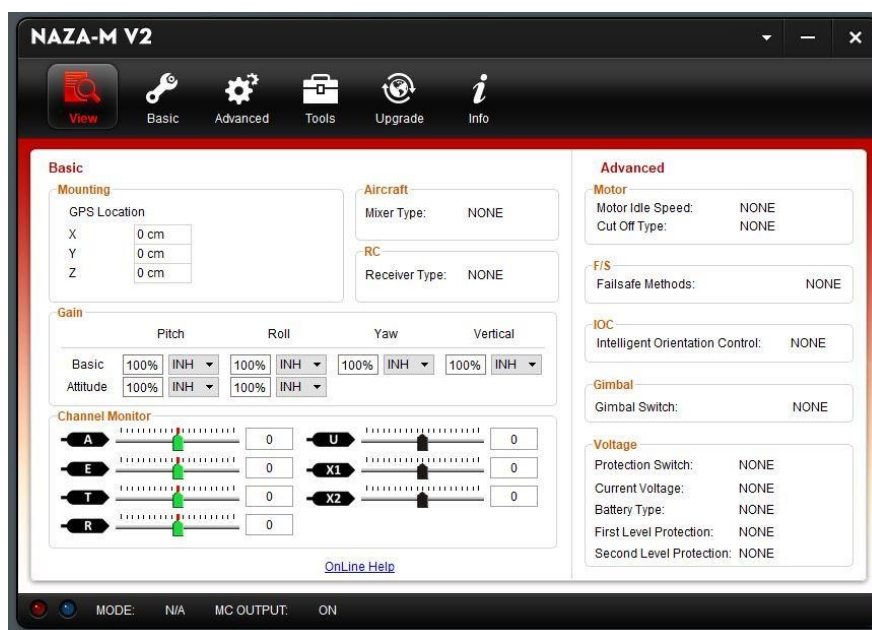 NAZA-M V2
View Basic Advanced Tools Upgrade Info
Basic
Mounting
GPS Location
X 0 cm
Y 0 cm
Z 0 cm
Aircraft
Mixer Type: NONE
RC
Receiver Type: NONE
Gain
Pitch Roll Yaw Vertical
Basic 100% INH 100% INH 100% INH 100% INH
Attitude 100% INH 100% INH
Channel Monitor
A 0 U 0
E 0 X1 0
T 0 X2 0
R 0
OnLine Help
Advanced
Motor
Motor Idle Speed: NONE
Cut Off Type: NONE
F/S
Failsafe Methods: NONE
IOC
Intelligent Orientation Control: NONE
Gimbal
Gimbal Switch: NONE
Voltage
Protection Switch: NONE
Current Voltage: NONE
Battery Type: NONE
First Level Protection: NONE
Second Level Protection: NONE
MODE: N/A MC OUTPUT: ON